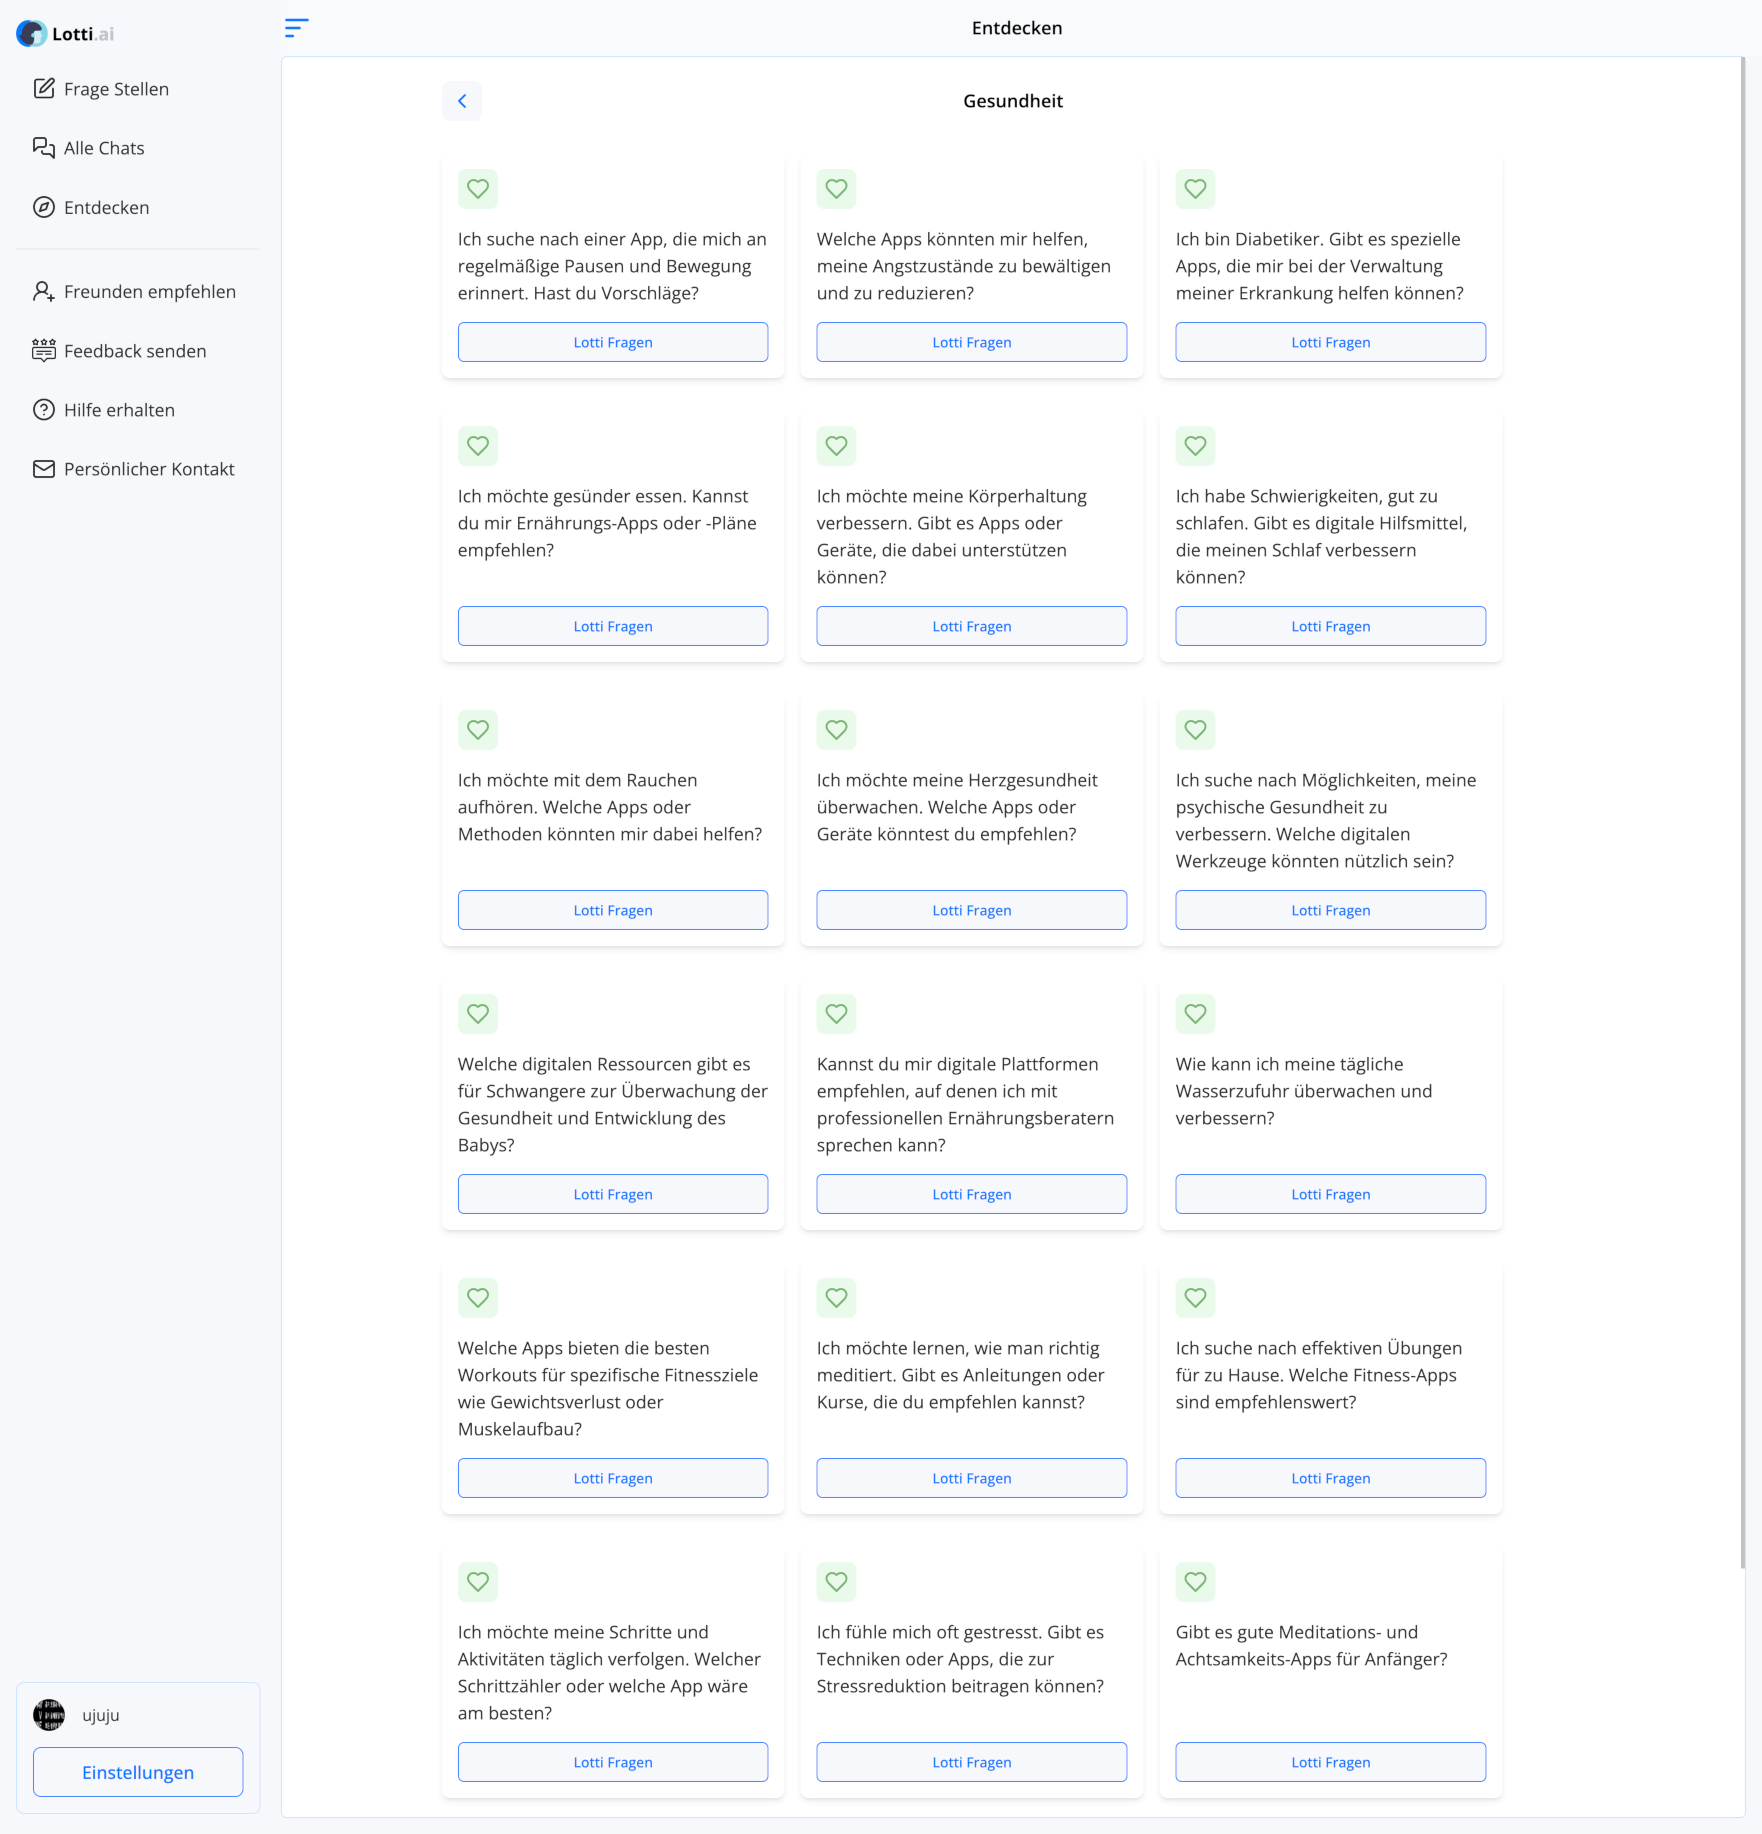 Lotti.ai
Frage Stellen
Alle Chats
Entdecken
Freunden empfehlen
Feedback senden
Hilfe erhalten
Persönlicher Kontakt
ujuju
Einstellungen
Entdecken
Gesundheit
Ich suche nach einer App, die mich an
regelmäßige Pausen und Bewegung
erinnert. Hast du Vorschläge?
Lotti Fragen
Welche Apps könnten mir helfen,
meine Angstzustände zu bewältigen
und zu reduzieren?
Lotti Fragen
Ich bin Diabetiker. Gibt es spezielle
Apps, die mir bei der Verwaltung
meiner Erkrankung helfen können?
Lotti Fragen
Ich möchte gesünder essen. Kannst
du mir Ernährungs-Apps oder -Pläne
empfehlen?
Lotti Fragen
Ich möchte meine Körperhaltung
verbessern. Gibt es Apps oder
Geräte, die dabei unterstützen
können?
Lotti Fragen
Ich habe Schwierigkeiten, gut zu
schlafen. Gibt es digitale Hilfsmittel,
die meinen Schlaf verbessern
können?
Lotti Fragen
Ich möchte mit dem Rauchen
aufhören. Welche Apps oder
Methoden könnten mir dabei helfen?
Lotti Fragen
Ich möchte meine Herzgesundheit
überwachen. Welche Apps oder
Geräte könntest du empfehlen?
Lotti Fragen
Ich suche nach Möglichkeiten, meine
psychische Gesundheit zu
verbessern. Welche digitalen
Werkzeuge könnten nützlich sein?
Lotti Fragen
Welche digitalen Ressourcen gibt es
für Schwangere zur Überwachung der
Gesundheit und Entwicklung des
Babys?
Lotti Fragen
Kannst du mir digitale Plattformen
empfehlen, auf denen ich mit
professionellen Ernährungsberatern
sprechen kann?
Lotti Fragen
Wie kann ich meine tägliche
Wasserzufuhr überwachen und
verbessern?
Lotti Fragen
Welche Apps bieten die besten
Workouts für spezifische Fitnessziele
wie Gewichtsverlust oder
Muskelaufbau?
Lotti Fragen
Ich möchte lernen, wie man richtig
meditiert. Gibt es Anleitungen oder
Kurse, die du empfehlen kannst?
Lotti Fragen
Ich suche nach effektiven Übungen
für zu Hause. Welche Fitness-Apps
sind empfehlenswert?
Lotti Fragen
Ich möchte meine Schritte und
Aktivitäten täglich verfolgen. Welcher
Schrittzähler oder welche App wäre
am besten?
Lotti Fragen
Ich fühle mich oft gestresst. Gibt es
Techniken oder Apps, die zur
Stressreduktion beitragen können?
Lotti Fragen
Gibt es gute Meditations- und
Achtsamkeits-Apps für Anfänger?
Lotti Fragen